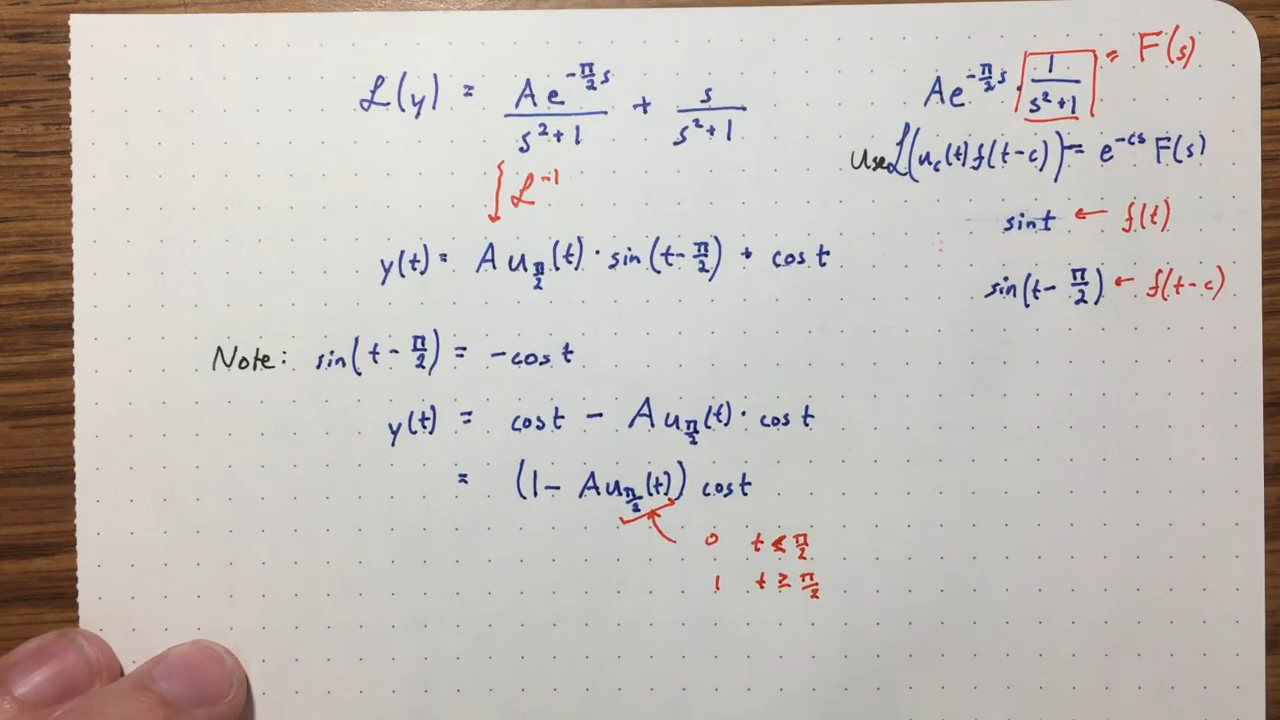 ℒ(y) = Ae^(-π/2 s)/(s²+1) + s/(s²+1)
ℒ⁻¹
y(t) = A u_(π/2)(t) · sin(t - π/2) + cos t
Note: sin(t - π/2) = -cos t
y(t) = cos t - A u_(π/2)(t) · cos t
= (1 - A u_(π/2)(t)) cos t
0 t < π/2
1 t ≥ π/2
Ae^(-π/2 s) · 1/(s²+1) = F(s)
Use ℒ(u_c(t) f(t-c)) = e^(-cs) F(s)
sin t ← f(t)
sin(t - π/2) ← f(t-c)